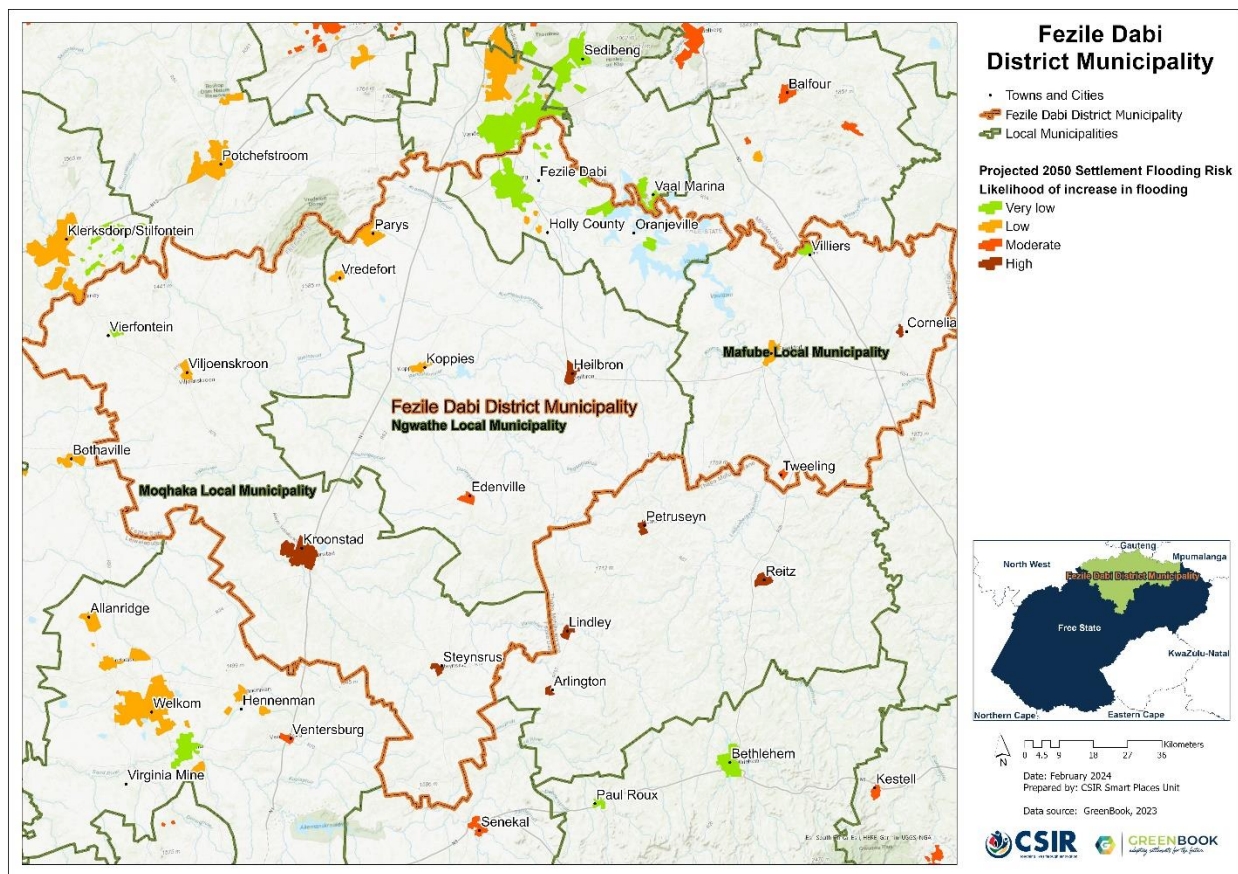 Fezile Dabi
District Municipality
Towns and Cities
Fezile Dabi District Municipality
Local Municipalities
Projected 2050 Settlement Flooding Risk
Likelihood of increase in flooding
Very low
Low
Moderate
High
Sedibeng
Balfour
Potchefstroom
Fezile Dabi
Vaal Marina
Klerksdorp/Stilfontein
Parys
Holly County
Oranjeville
Villiers
Vredefort
Vierfontein
Cornelia
Mafube Local Municipality
Viljoenskroon
Koppies
Heilbron
Fezile Dabi District Municipality
Ngwathe Local Municipality
Bothaville
Tweeling
Moqhaka Local Municipality
Edenville
Petruseyn
Kroonstad
Reitz
Allanridge
Lindley
Steynsrus
Arlington
Welkom
Hennenman
Ventersburg
Bethlehem
Virginia Mine
Kestell
Paul Roux
Senekal
Gauteng
North West
Mpumalanga
Fezile Dabi District Municipality
Free State
KwaZulu-Natal
Northern Cape
Eastern Cape
N
0 4.5 9 18 27 36
Kilometers
Date: February 2024
Prepared by: CSIR Smart Places Unit
Data source: GreenBook, 2023
CSIR
GREENBOOK
adapting settlements for the future